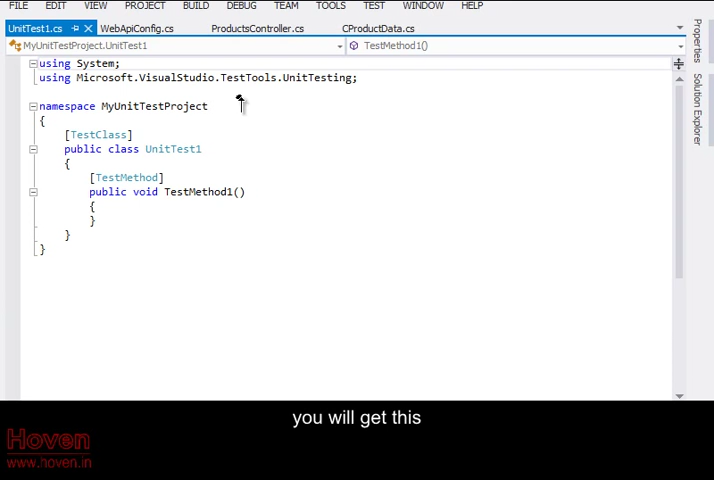 FILE EDIT VIEW PROJECT BUILD DEBUG TEAM TOOLS TEST WINDOW HELP
UnitTest1.cs WebApiConfig.cs ProductsController.cs CProductData.cs
MyUnitTestProject.UnitTest1 TestMethod1()
using System;
using Microsoft.VisualStudio.TestTools.UnitTesting;
namespace MyUnitTestProject
{
[TestClass]
public class UnitTest1
{
[TestMethod]
public void TestMethod1()
{
}
}
}
Properties
Solution Explorer
you will get this
Hoven
www.hoven.in